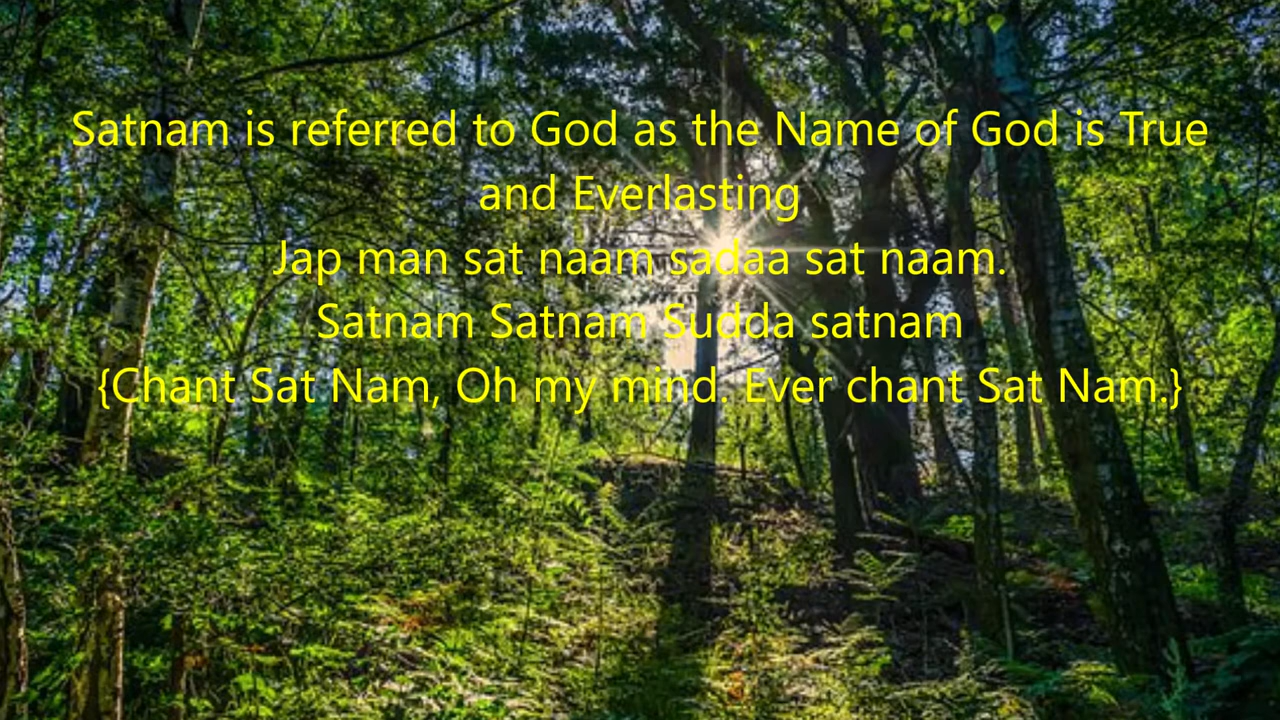 Satnam is referred to God as the Name of God is True
and Everlasting
Jap man sat naam sadaa sat naam.
Satnam Satnam Sudda satnam
{Chant Sat Nam, Oh my mind. Ever chant Sat Nam.}